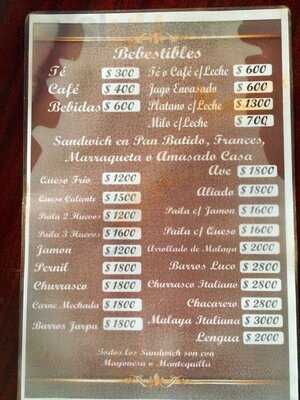 Bebestibles
Té $ 300
Café $ 400
Bebidas $ 600
Té o Café c/Leche $ 600
Jugo Envasado $ 600
Platano c/Leche $ 1300
Milo c/Leche $ 700
Sandwich en Pan Batido, Frances,
Marraqueta o Amasado Casa
Queso Frio $ 1200
Queso Caliente $ 1500
Paila 2 Huevos $ 1200
Paila 3 Huevos $ 1600
Jamon $ 1200
Pernil $ 1800
Churrasco $ 1800
Carne Mechada $ 1800
Barros Jarpa $ 1800
Ave $ 1800
Aliado $ 1800
Paila c/ Jamon $ 1600
Paila c/ Queso $ 1600
Arrollado de Malaya $ 2000
Barros Luco $ 2800
Churrasco Italiano $ 2800
Chacarero $ 2800
Malaya Italiana $ 3000
Lengua $ 2000
Todos los Sandwich son con
Mayonesa o Mantequilla